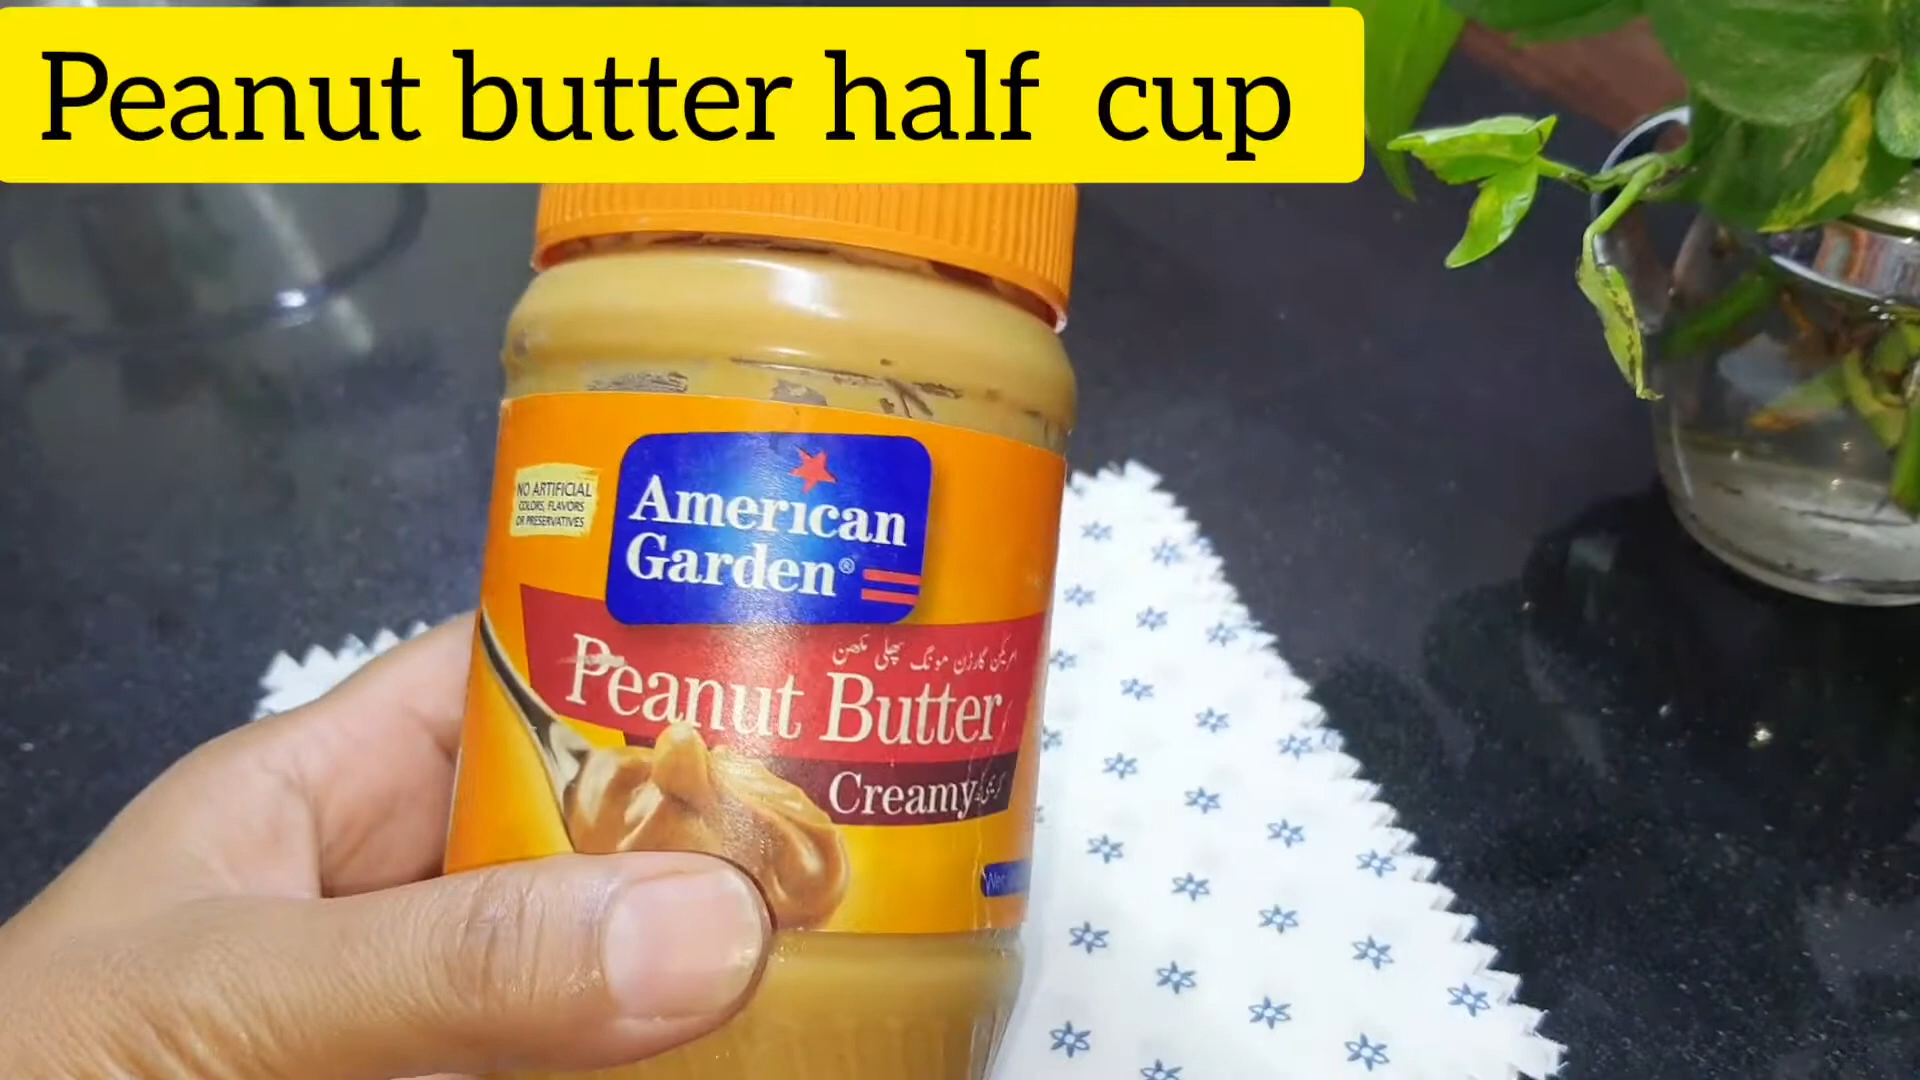 Peanut butter half cup
NO ARTIFICIAL
COLORS, FLAVORS
OR PRESERVATIVES
American
Garden®
امریکن گارڈن مونگ پھلی مکھن
Peanut Butter
Creamy